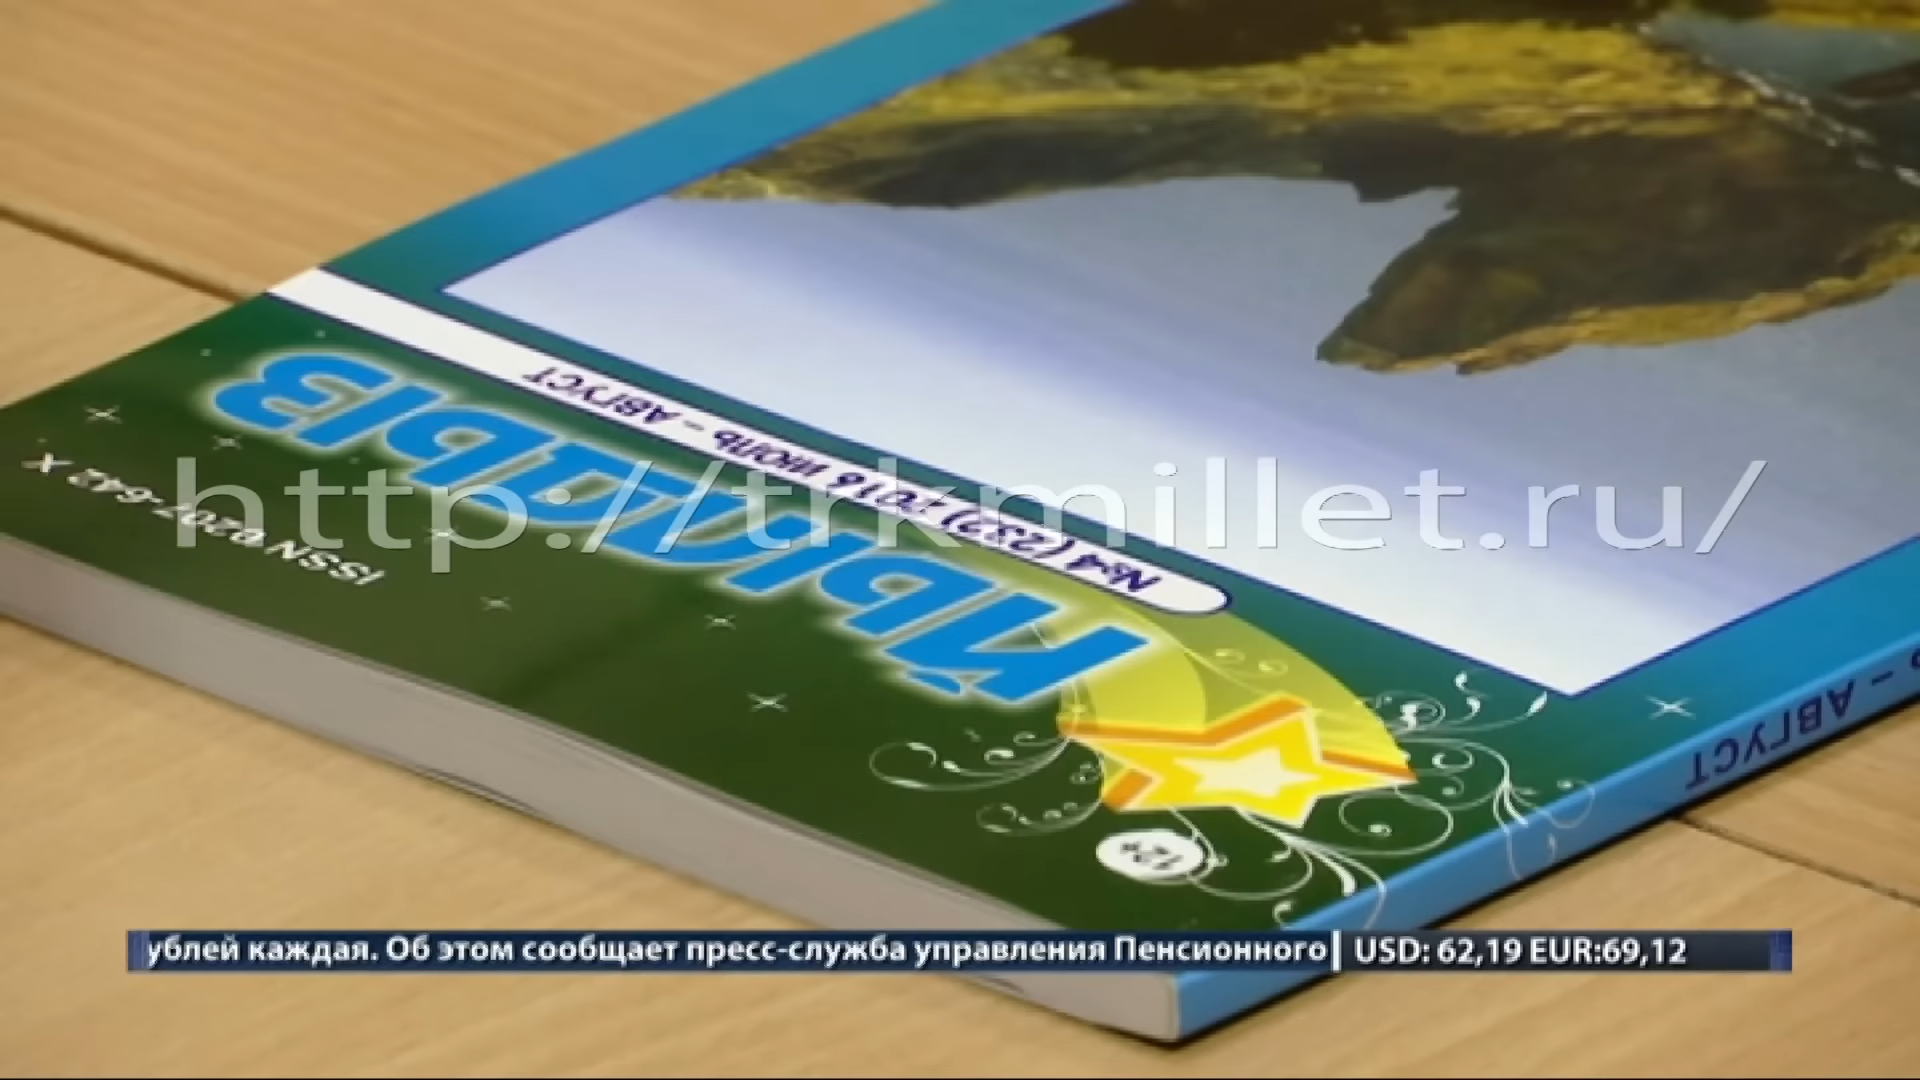 ISSN 0207-642 X
ЙЫЛДЫЗ
№4 (232) 2016 ИЮЛЬ – АВГУСТ
12+
Ь – АВГУСТ
http://trkmillet.ru/
ублей каждая. Об этом сообщает пресс-служба управления Пенсионного
USD: 62,19 EUR:69,12